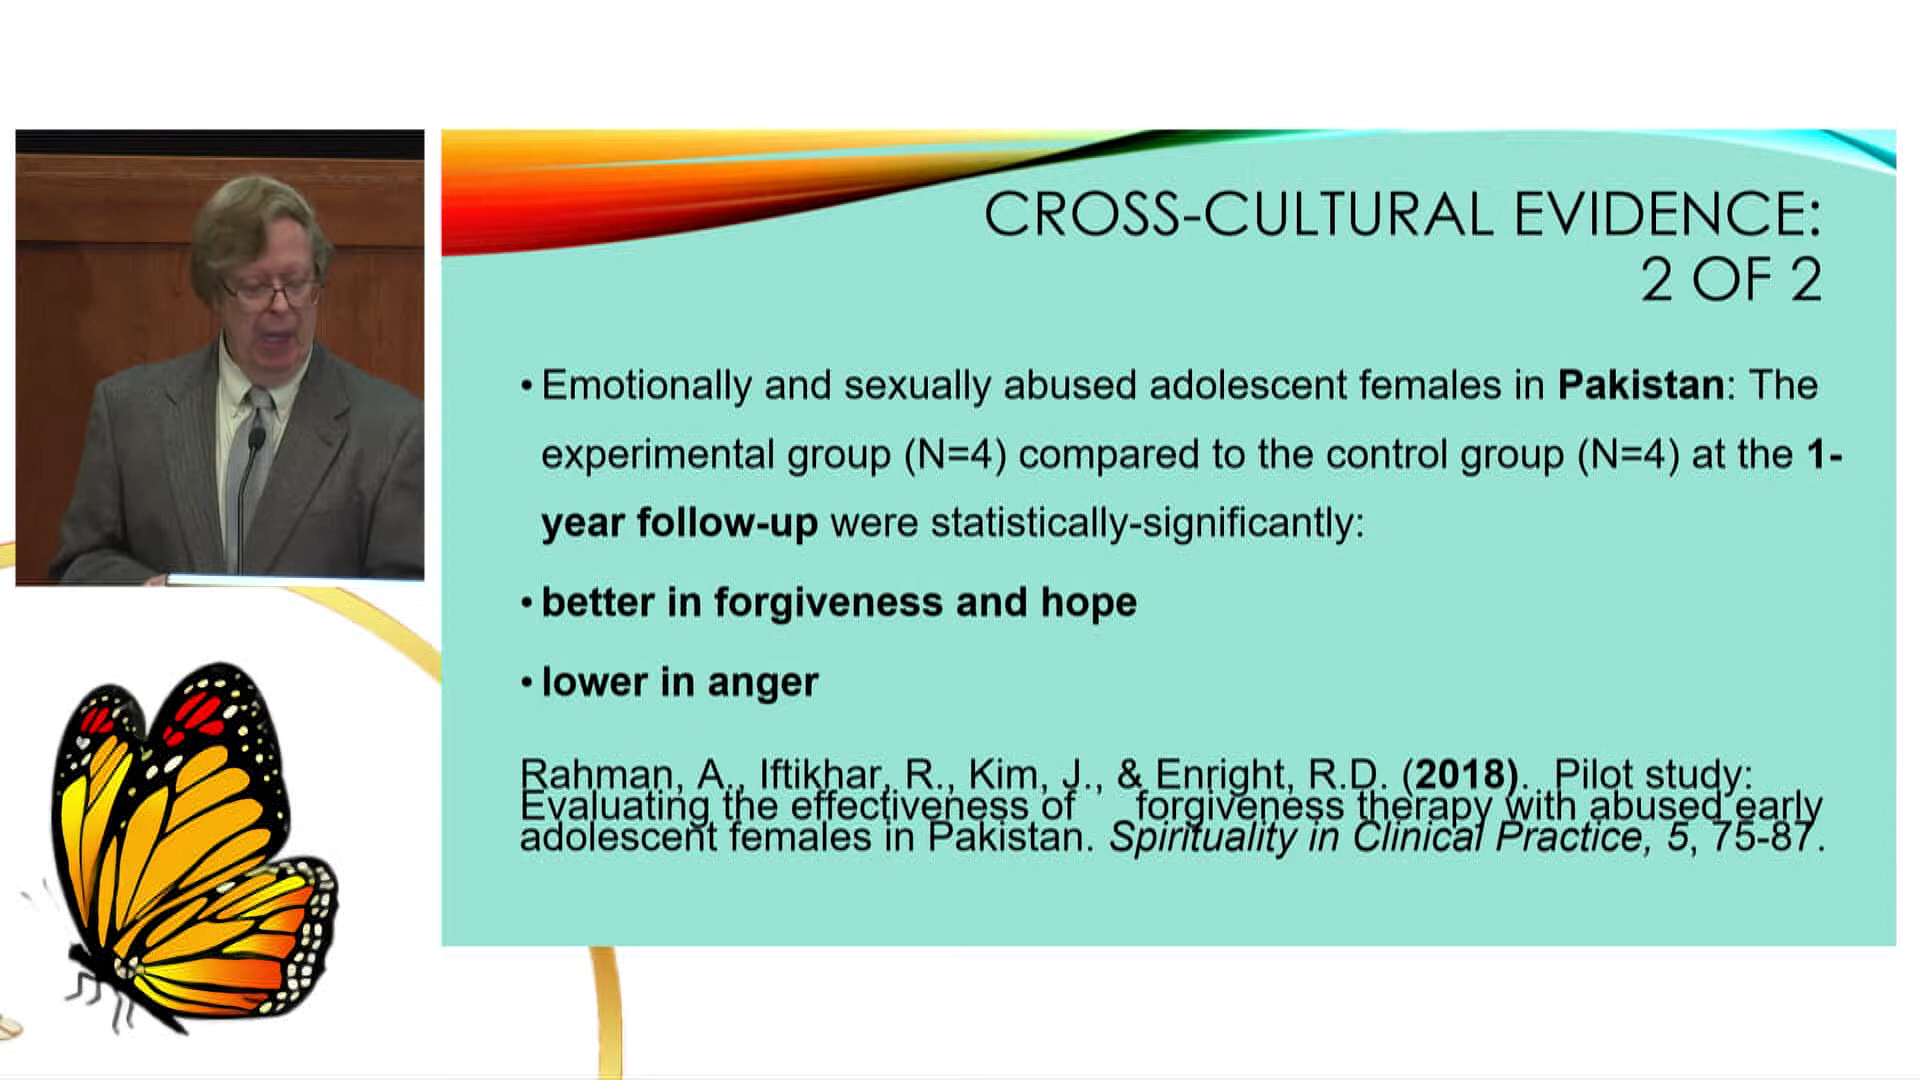 CROSS-CULTURAL EVIDENCE:
2 OF 2
• Emotionally and sexually abused adolescent females in Pakistan: The
experimental group (N=4) compared to the control group (N=4) at the 1-
year follow-up were statistically-significantly:
• better in forgiveness and hope
• lower in anger
Rahman, A., Iftikhar, R., Kim, J., & Enright, R.D. (2018). Pilot study:
Evaluating the effectiveness of forgiveness therapy with abused early
adolescent females in Pakistan. Spirituality in Clinical Practice, 5, 75-87.